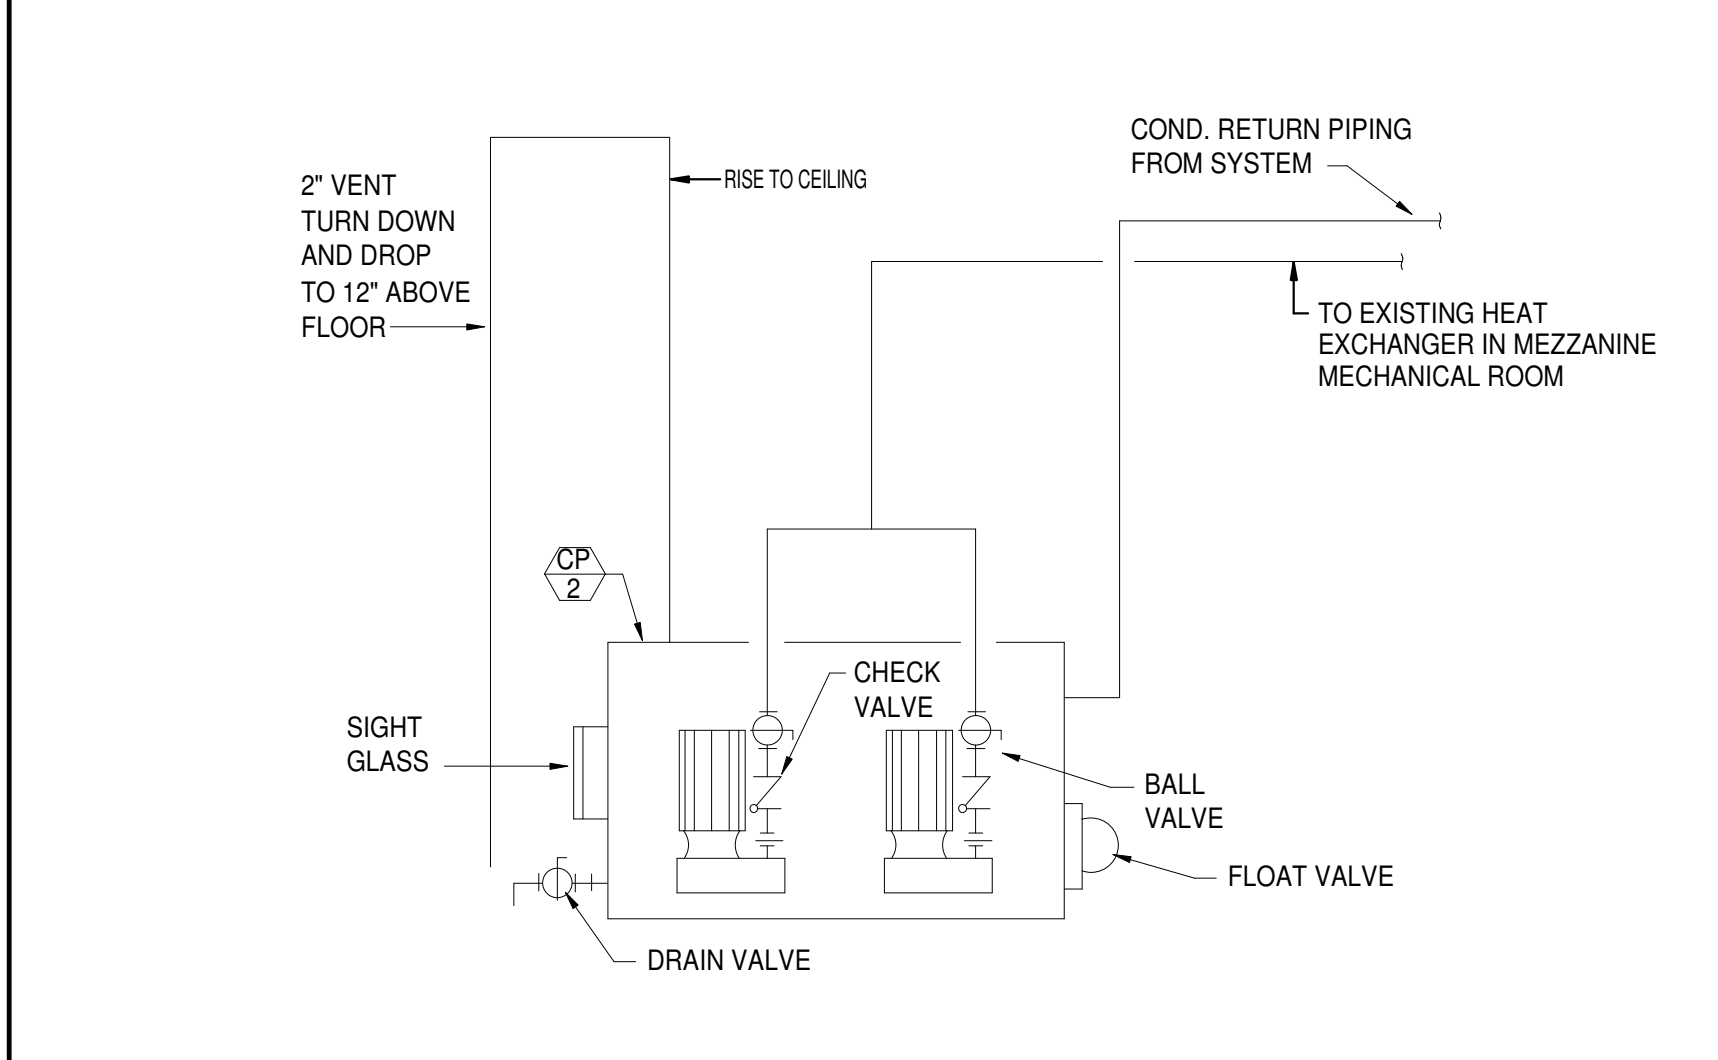 COND. RETURN PIPING
FROM SYSTEM
RISE TO CEILING
2" VENT
TURN DOWN
AND DROP
TO 12" ABOVE
FLOOR
TO EXISTING HEAT
EXCHANGER IN MEZZANINE
MECHANICAL ROOM
CP
2
CHECK
VALVE
SIGHT
GLASS
BALL
VALVE
FLOAT VALVE
DRAIN VALVE